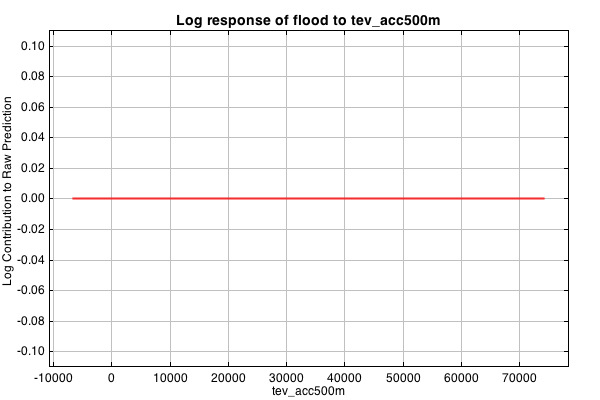 Log response of flood to tev_acc500m
Log Contribution to Raw Prediction
0.10
0.08
0.06
0.04
0.02
0.00
-0.02
-0.04
-0.06
-0.08
-0.10
-10000 0 10000 20000 30000 40000 50000 60000 70000
tev_acc500m